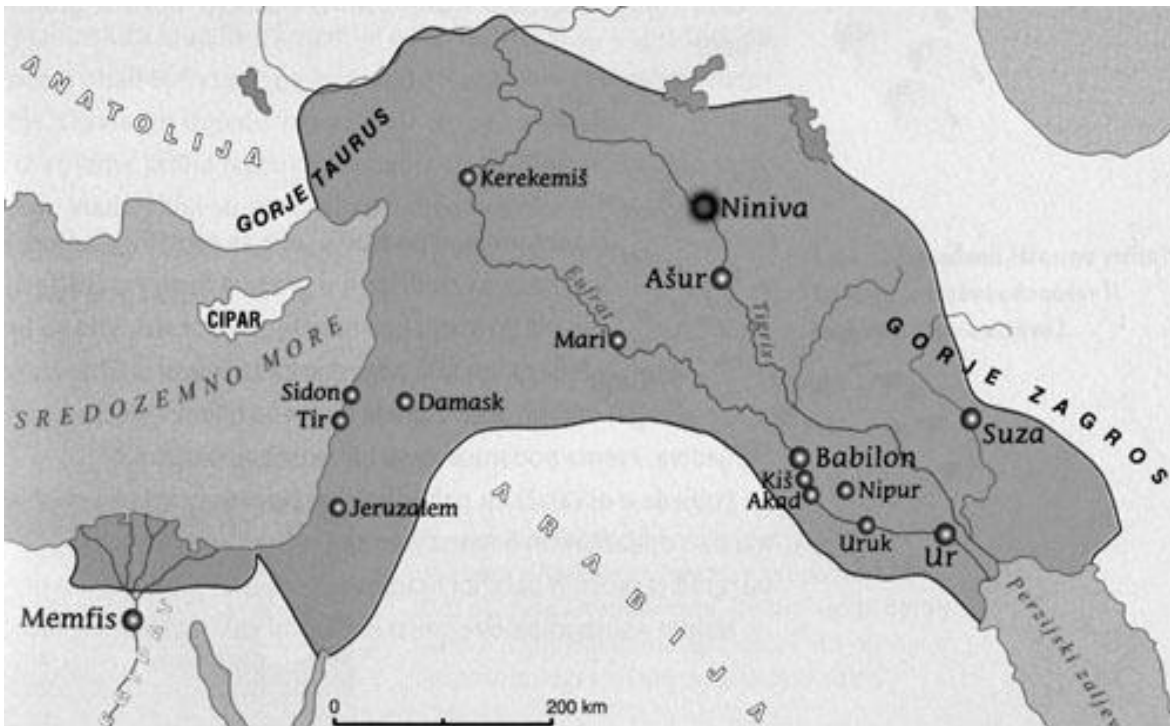 ANATOLIJA
GORJE TAURUS
Kerekemiš
Niniva
Ašur
Eufrat
Tigris
CIPAR
Mari
GORJE ZAGROS
SREDOZEMNO MORE
Sidon
Damask
Tir
Suza
Babilon
Kiš
Nipur
Akad
Jeruzalem
Uruk
Ur
ARABIJA
Memfis
Perzijski zaljev
0 200 km